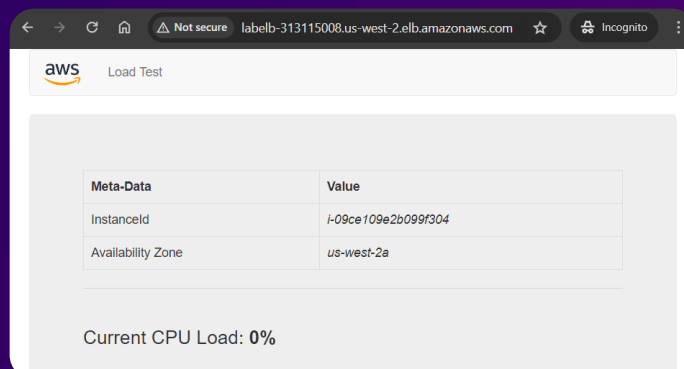 Not secure labelb-313115008.us-west-2.elb.amazonaws.com Incognito
aws Load Test
Meta-Data Value
InstanceId i-09ce109e2b099f304
Availability Zone us-west-2a
Current CPU Load: 0%